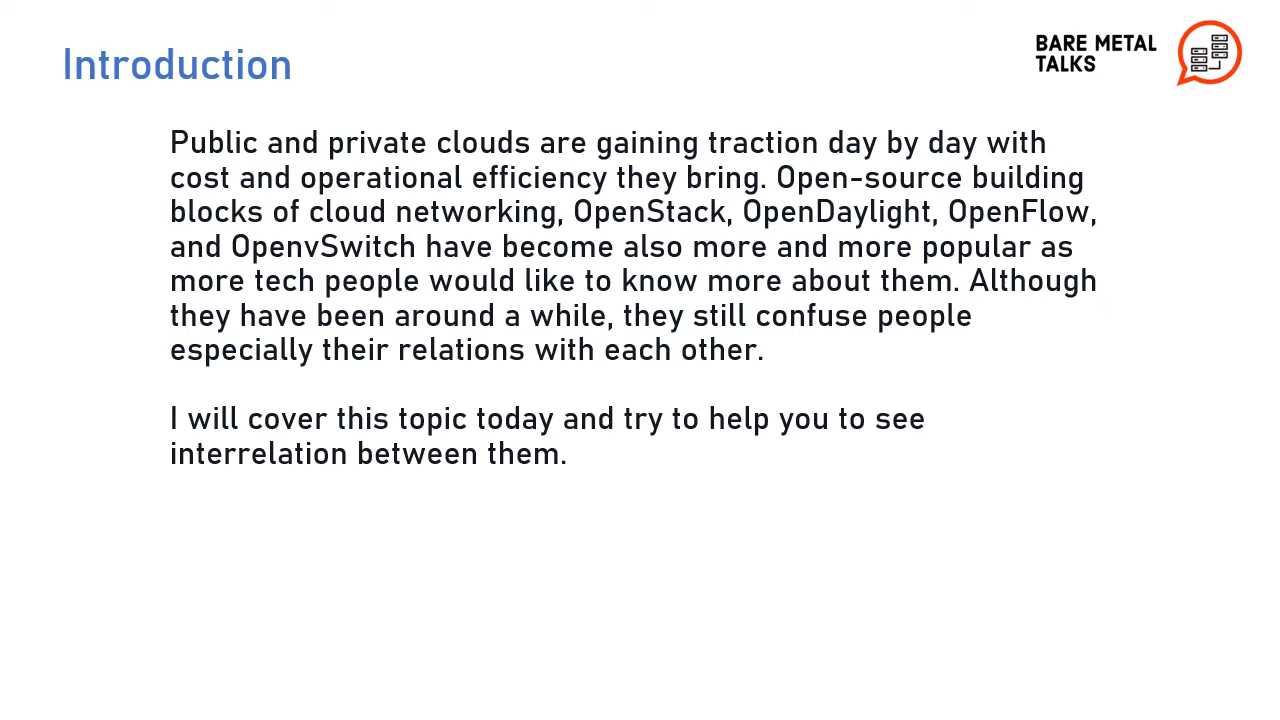 Introduction
BARE METAL
TALKS
Public and private clouds are gaining traction day by day with
cost and operational efficiency they bring. Open-source building
blocks of cloud networking, OpenStack, OpenDaylight, OpenFlow,
and OpenvSwitch have become also more and more popular as
more tech people would like to know more about them. Although
they have been around a while, they still confuse people
especially their relations with each other.
I will cover this topic today and try to help you to see
interrelation between them.